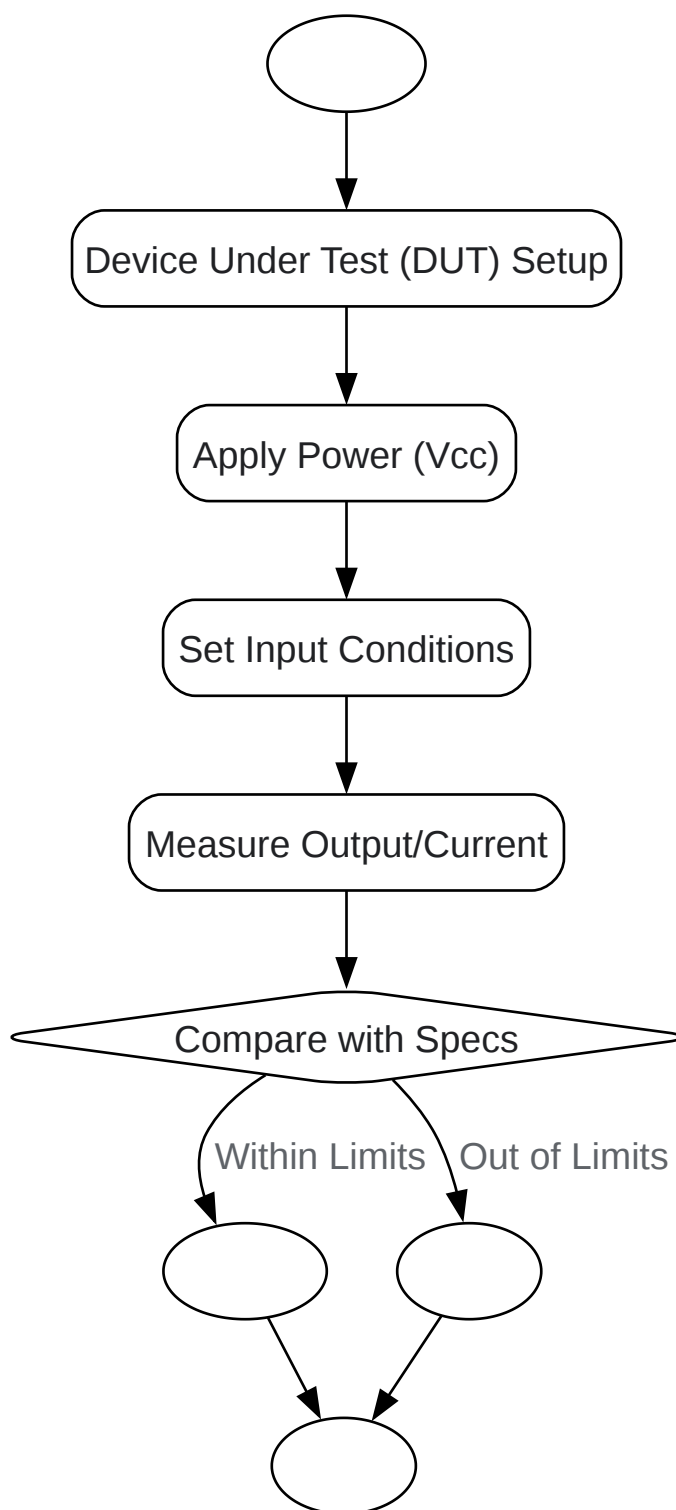 Device Under Test (DUT) Setup
Apply Power (Vcc)
Set Input Conditions
Measure Output/Current
Compare with Specs
Within Limits
Out of Limits